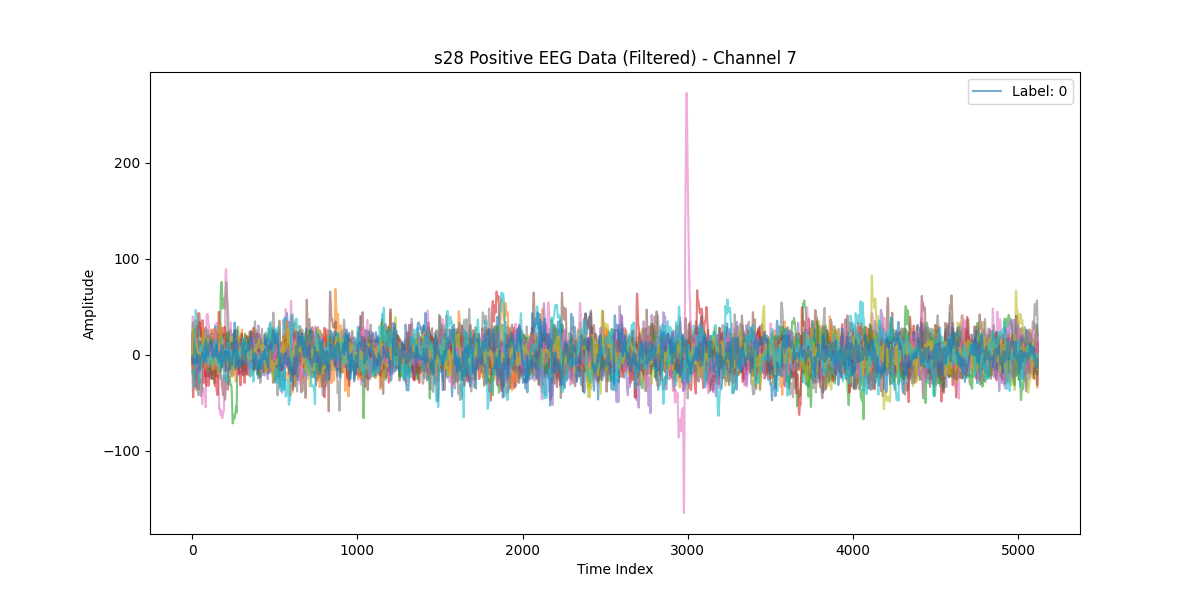 s28 Positive EEG Data (Filtered) - Channel 7
Label: 0
Amplitude
200
100
0
−100
0 1000 2000 3000 4000 5000
Time Index